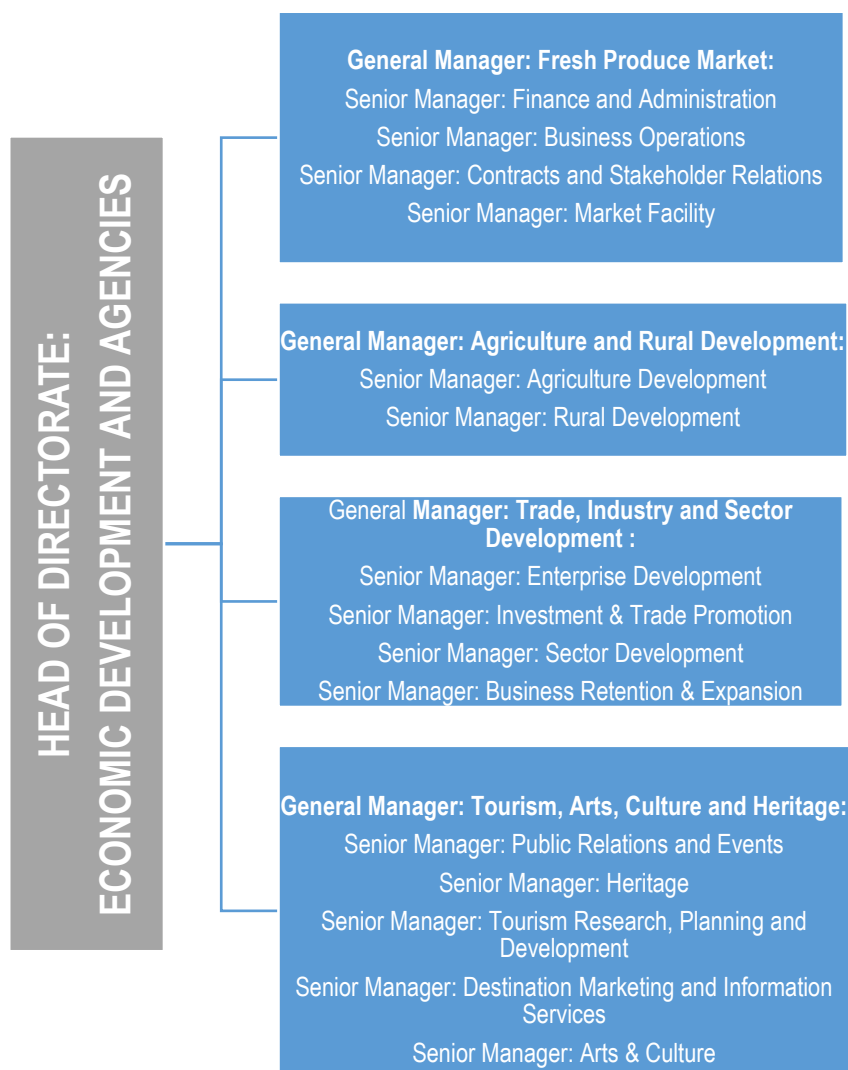 HEAD OF DIRECTORATE:
ECONOMIC DEVELOPMENT AND AGENCIES
General Manager: Fresh Produce Market:
Senior Manager: Finance and Administration
Senior Manager: Business Operations
Senior Manager: Contracts and Stakeholder Relations
Senior Manager: Market Facility
General Manager: Agriculture and Rural Development:
Senior Manager: Agriculture Development
Senior Manager: Rural Development
General Manager: Trade, Industry and Sector
Development :
Senior Manager: Enterprise Development
Senior Manager: Investment & Trade Promotion
Senior Manager: Sector Development
Senior Manager: Business Retention & Expansion
General Manager: Tourism, Arts, Culture and Heritage:
Senior Manager: Public Relations and Events
Senior Manager: Heritage
Senior Manager: Tourism Research, Planning and
Development
Senior Manager: Destination Marketing and Information
Services
Senior Manager: Arts & Culture